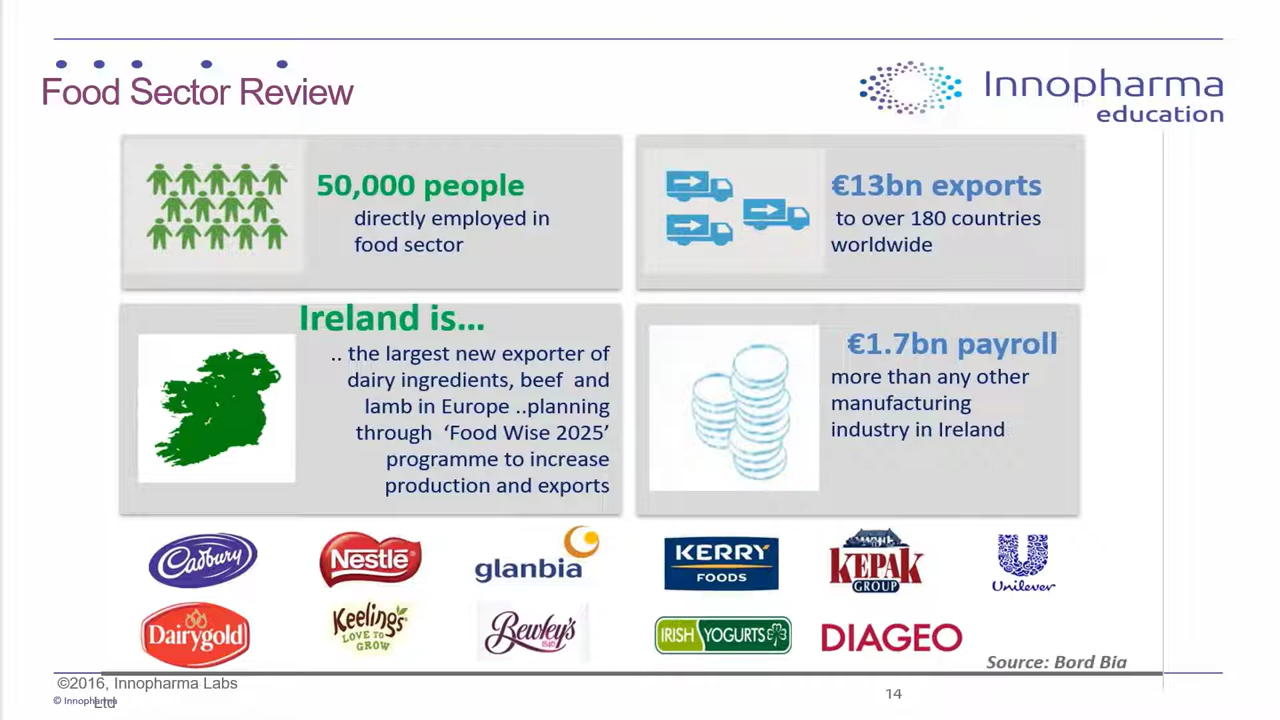 Food Sector Review
Innopharma
education
50,000 people
directly employed in
food sector
€13bn exports
to over 180 countries
worldwide
Ireland is...
.. the largest new exporter of
dairy ingredients, beef and
lamb in Europe ..planning
through ‘Food Wise 2025’
programme to increase
production and exports
€1.7bn payroll
more than any other
manufacturing
industry in Ireland
Cadbury
Nestlé
glanbia
KERRY
FOODS
KEPAK
GROUP
Unilever
Dairygold
Keelings
LOVE TO
GROW
Bewley's
1840
IRISH YOGURTS
DIAGEO
Source: Bord Bia
©2016, Innopharma Labs
Ltd
© Innopharma
14